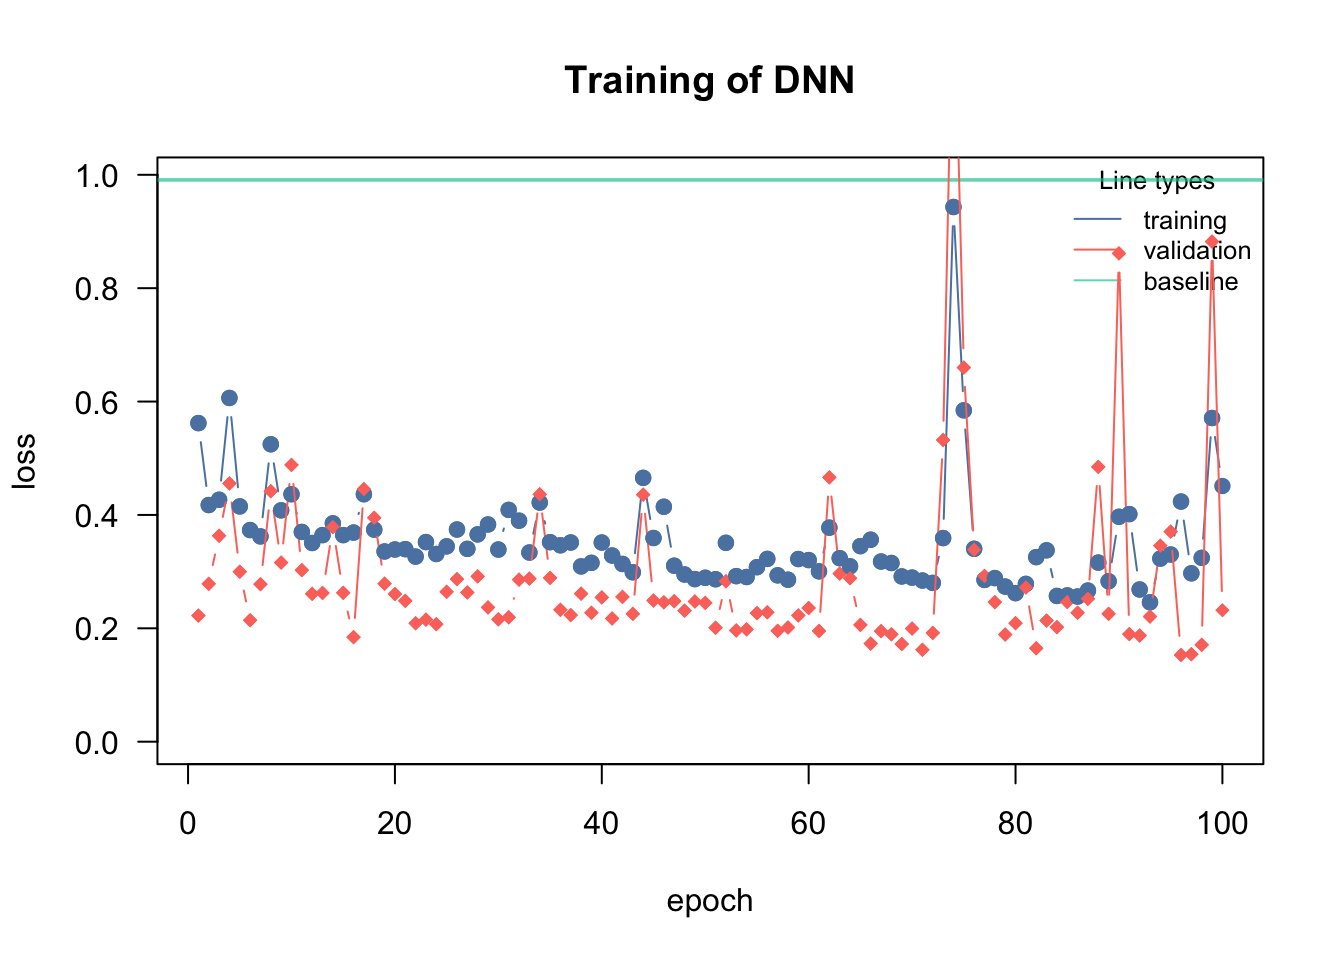 Training of DNN
1.0
0.8
0.6
0.4
0.2
0.0
loss
Line types
training
validation
baseline
0 20 40 60 80 100
epoch